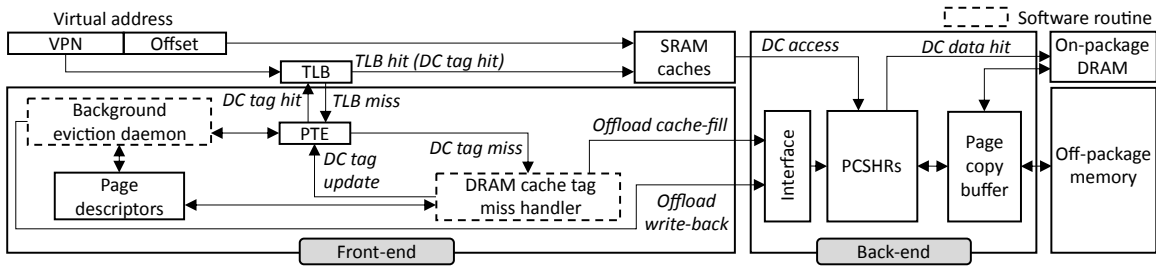 Virtual address
Software routine
VPN
Offset
TLB
TLB hit (DC tag hit)
SRAM
caches
DC access
DC data hit
On-package
DRAM
DC tag hit
TLB miss
Background
eviction daemon
PTE
DC tag miss
DC tag
update
Offload cache-fill
Page
descriptors
DRAM cache tag
miss handler
Offload
write-back
Interface
PCSHRs
Page
copy
buffer
Off-package
memory
Front-end
Back-end